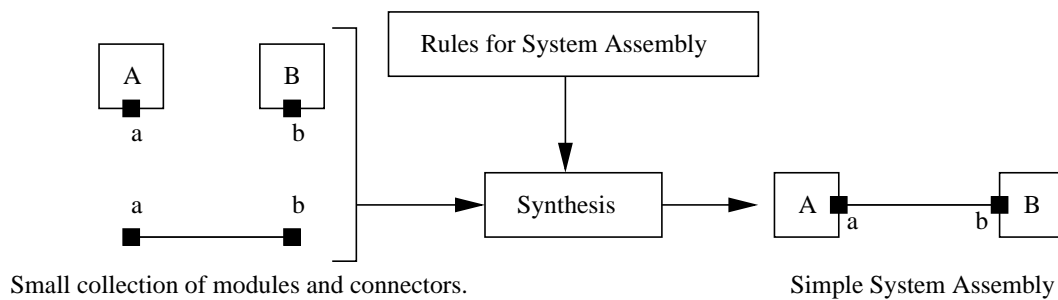 Rules for System Assembly
A
B
a
b
a
b
Synthesis
A
B
a
b
Small collection of modules and connectors.
Simple System Assembly